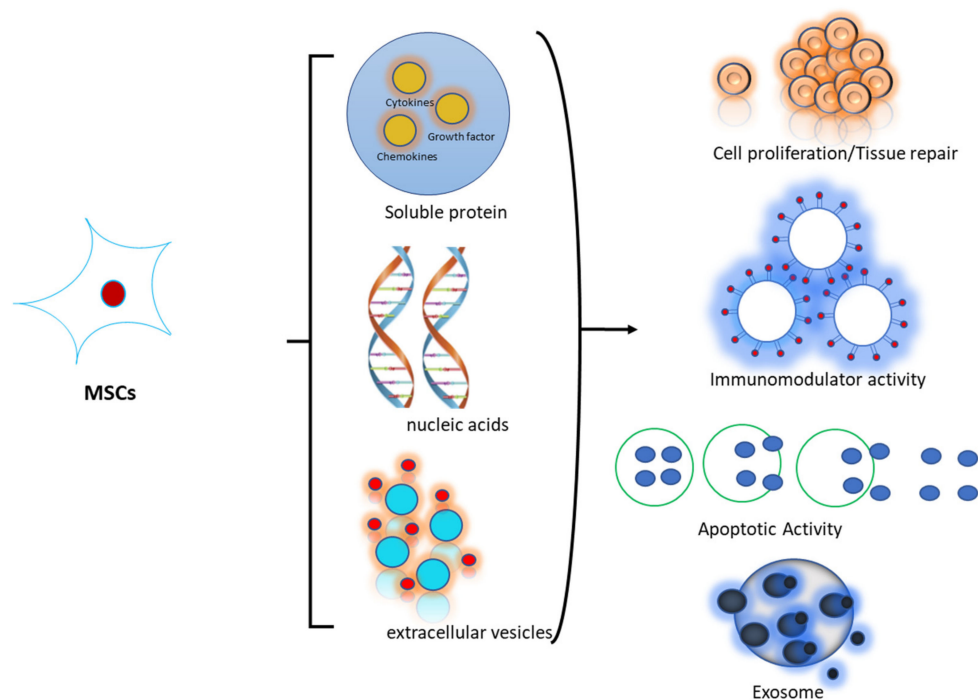 MSCs
Cytokines
Growth factor
Chemokines
Soluble protein
nucleic acids
extracellular vesicles
Cell proliferation/Tissue repair
Immunomodulator activity
Apoptotic Activity
Exosome